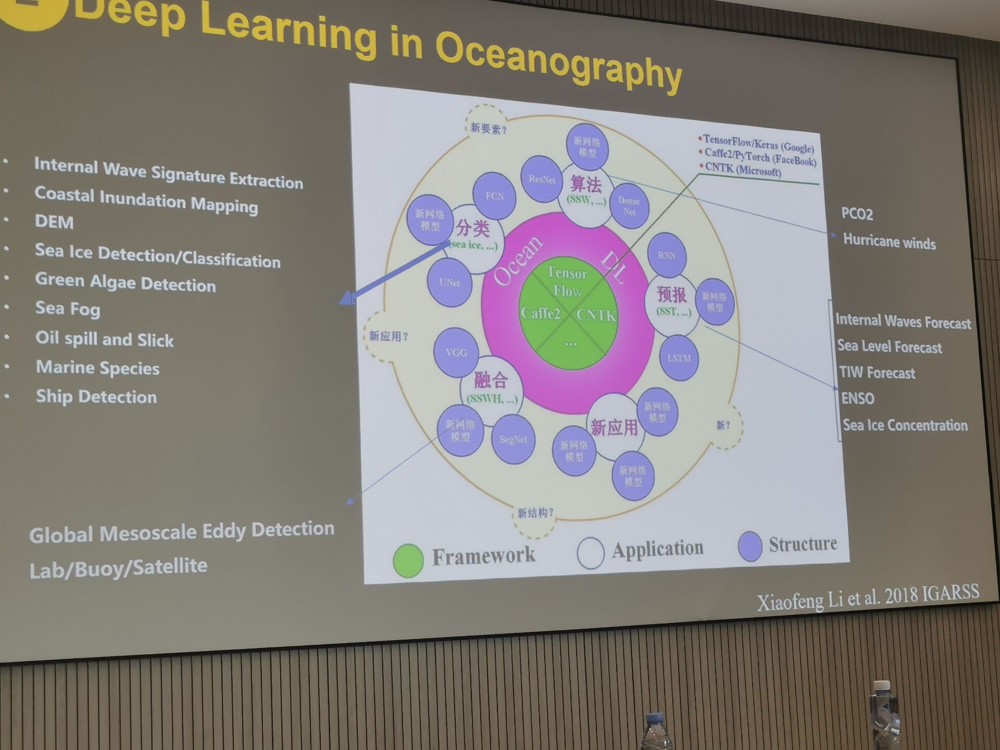 Deep Learning in Oceanography
• Internal Wave Signature Extraction
• Coastal Inundation Mapping
• DEM
• Sea Ice Detection/Classification
• Green Algae Detection
• Sea Fog
• Oil spill and Slick
• Marine Species
• Ship Detection
Global Mesoscale Eddy Detection
Lab/Buoy/Satellite
新要素?
新网络
模型
ResNet
算法
(SSW, ...)
Dense
Net
FCN
新网络
模型
分类
(sea ice, ...)
UNet
Ocean
DL
Tensor
Flow
Caffe2
CNTK
...
RNN
预报
(SST, ...)
新网络
模型
LSTM
新应用?
VGG
融合
(SSWH, ...)
新网络
模型
SegNet
新应用
新网络
模型
新网络
模型
新网络
模型
新?
新结构?
• TensorFlow/Keras (Google)
• Caffe2/PyTorch (FaceBook)
• CNTK (Microsoft)
Framework
Application
Structure
PCO2
Hurricane winds
Internal Waves Forecast
Sea Level Forecast
TIW Forecast
ENSO
Sea Ice Concentration
Xiaofeng Li et al. 2018 IGARSS